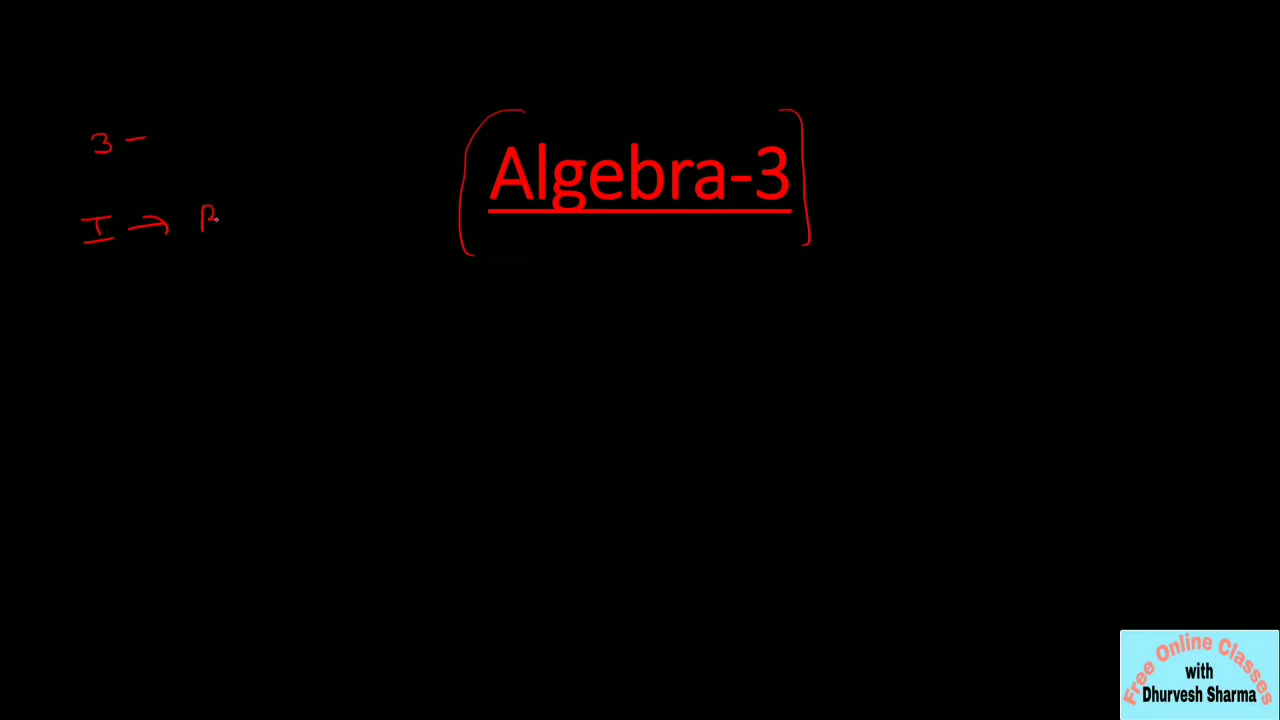 Algebra-3
3 -
I →
Free Online Classes
with
Dhurvesh Sharma